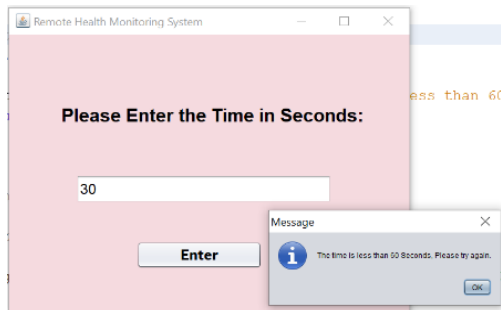 Remote Health Monitoring System
ess than 60
Please Enter the Time in Seconds:
30
Message
Enter
The time is less than 60 Seconds. Please try again.
OK